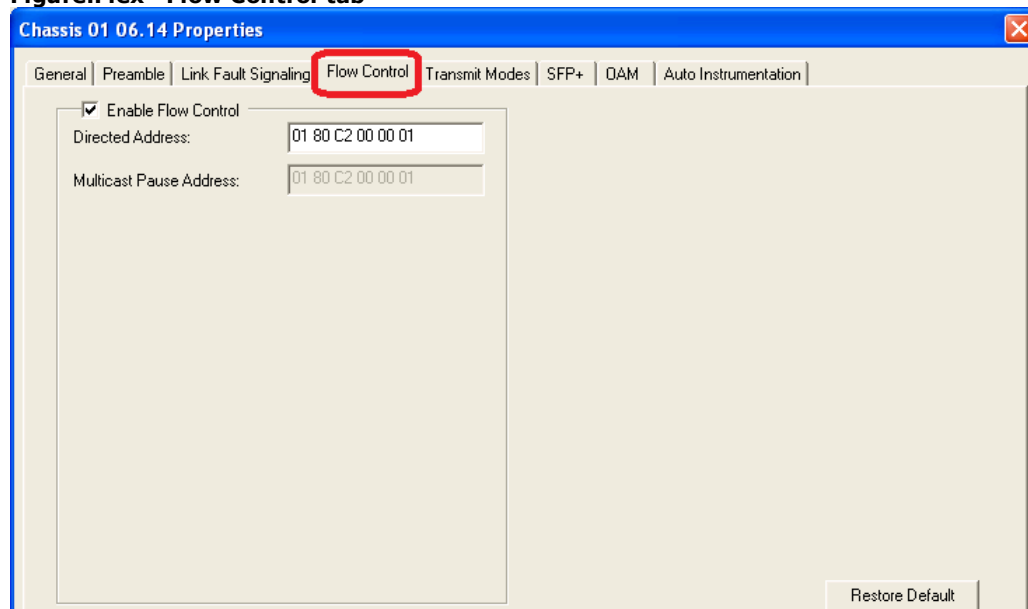 Chassis 01 06.14 Properties
General Preamble Link Fault Signaling Flow Control Transmit Modes SFP+ OAM Auto Instrumentation
Enable Flow Control
Directed Address: 01 80 C2 00 00 01
Multicast Pause Address: 01 80 C2 00 00 01
Restore Default